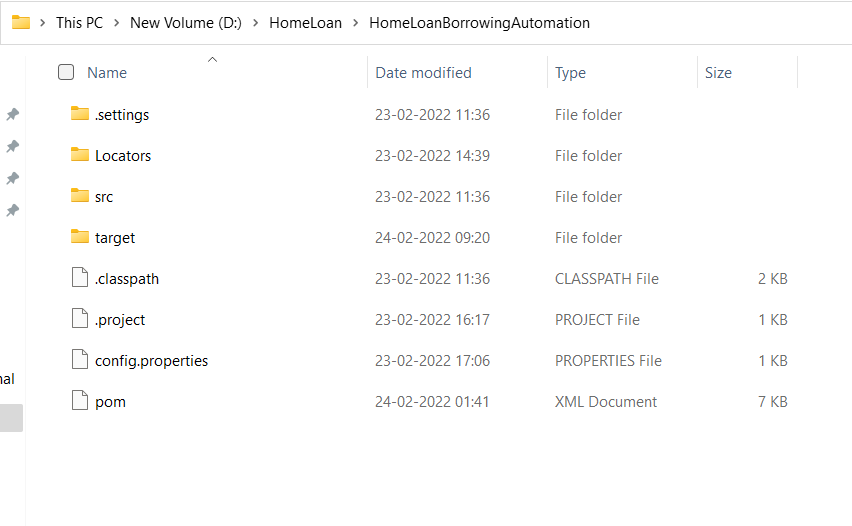 This PC > New Volume (D:) > HomeLoan > HomeLoanBorrowingAutomation
Name Date modified Type Size
.settings 23-02-2022 11:36 File folder
Locators 23-02-2022 14:39 File folder
src 23-02-2022 11:36 File folder
target 24-02-2022 09:20 File folder
.classpath 23-02-2022 11:36 CLASSPATH File 2 KB
.project 23-02-2022 16:17 PROJECT File 1 KB
config.properties 23-02-2022 17:06 PROPERTIES File 1 KB
nal
pom 24-02-2022 01:41 XML Document 7 KB